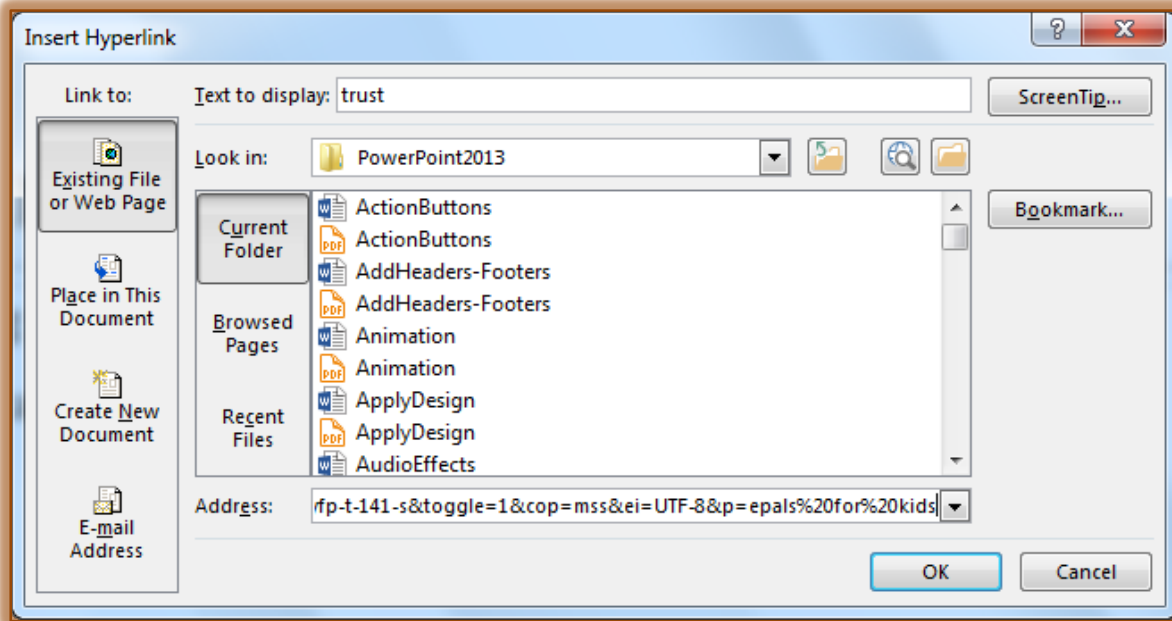 Insert Hyperlink
Link to:
Text to display: trust
ScreenTip...
Existing File
or Web Page
Look in: PowerPoint2013
Current
Folder
ActionButtons
ActionButtons
AddHeaders-Footers
AddHeaders-Footers
Animation
Animation
ApplyDesign
ApplyDesign
AudioEffects
Bookmark...
Place in This
Document
Browsed
Pages
Create New
Document
Recent
Files
E-mail
Address
Address: fp-t-141-s&toggle=1&cop=mss&ei=UTF-8&p=epals%20for%20kids
OK
Cancel